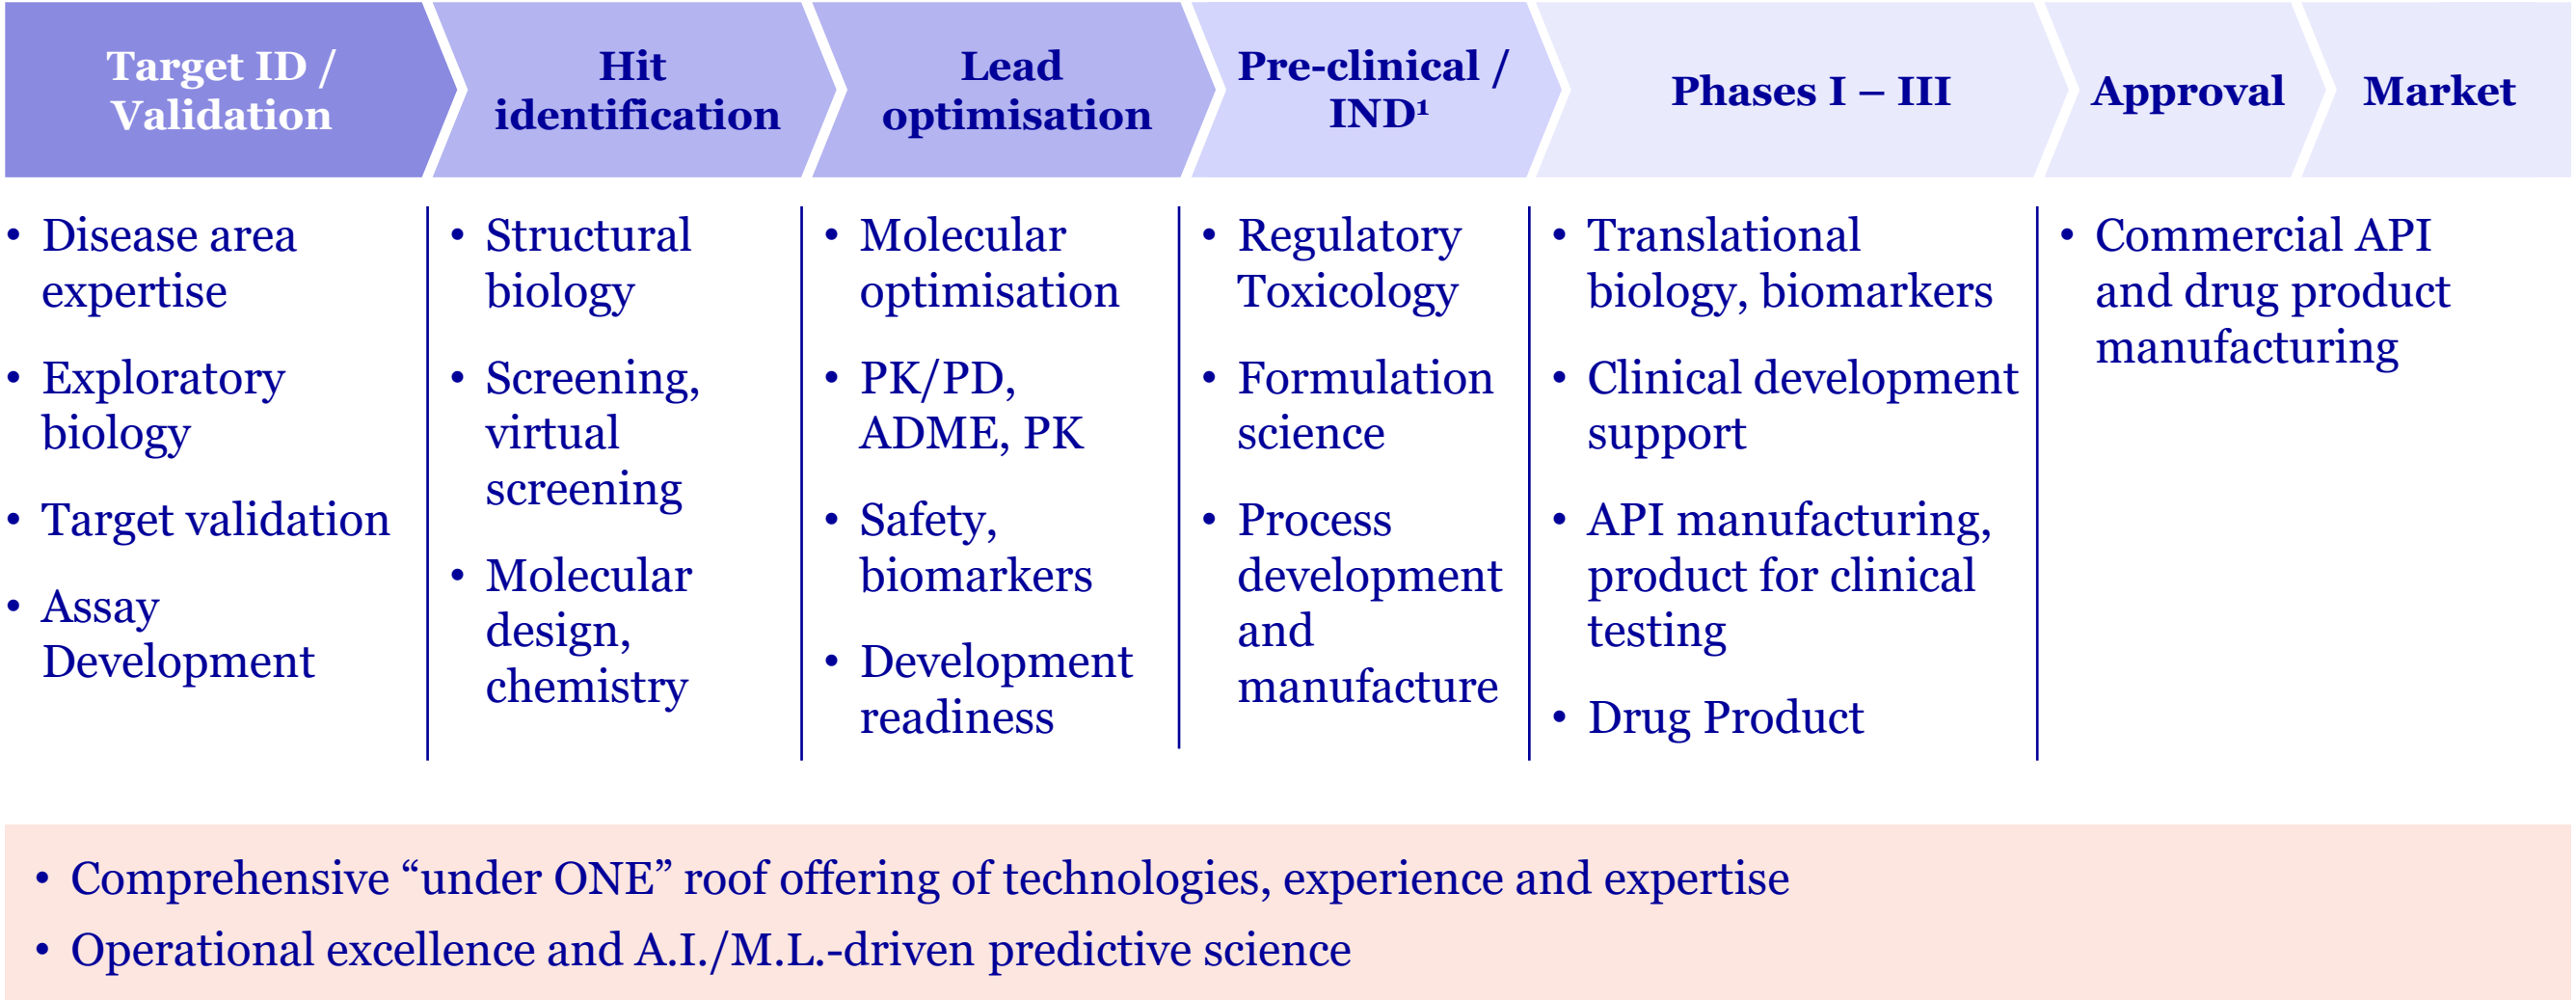 Target ID /
Validation
Hit
identification
Lead
optimisation
Pre-clinical /
IND¹
Phases I – III
Approval
Market
• Disease area
expertise
• Exploratory
biology
• Target validation
• Assay
Development
• Structural
biology
• Screening,
virtual
screening
• Molecular
design,
chemistry
• Molecular
optimisation
• PK/PD,
ADME, PK
• Safety,
biomarkers
• Development
readiness
• Regulatory
Toxicology
• Formulation
science
• Process
development
and
manufacture
• Translational
biology, biomarkers
• Clinical development
support
• API manufacturing,
product for clinical
testing
• Drug Product
• Commercial API
and drug product
manufacturing
• Comprehensive “under ONE” roof offering of technologies, experience and expertise
• Operational excellence and A.I./M.L.-driven predictive science